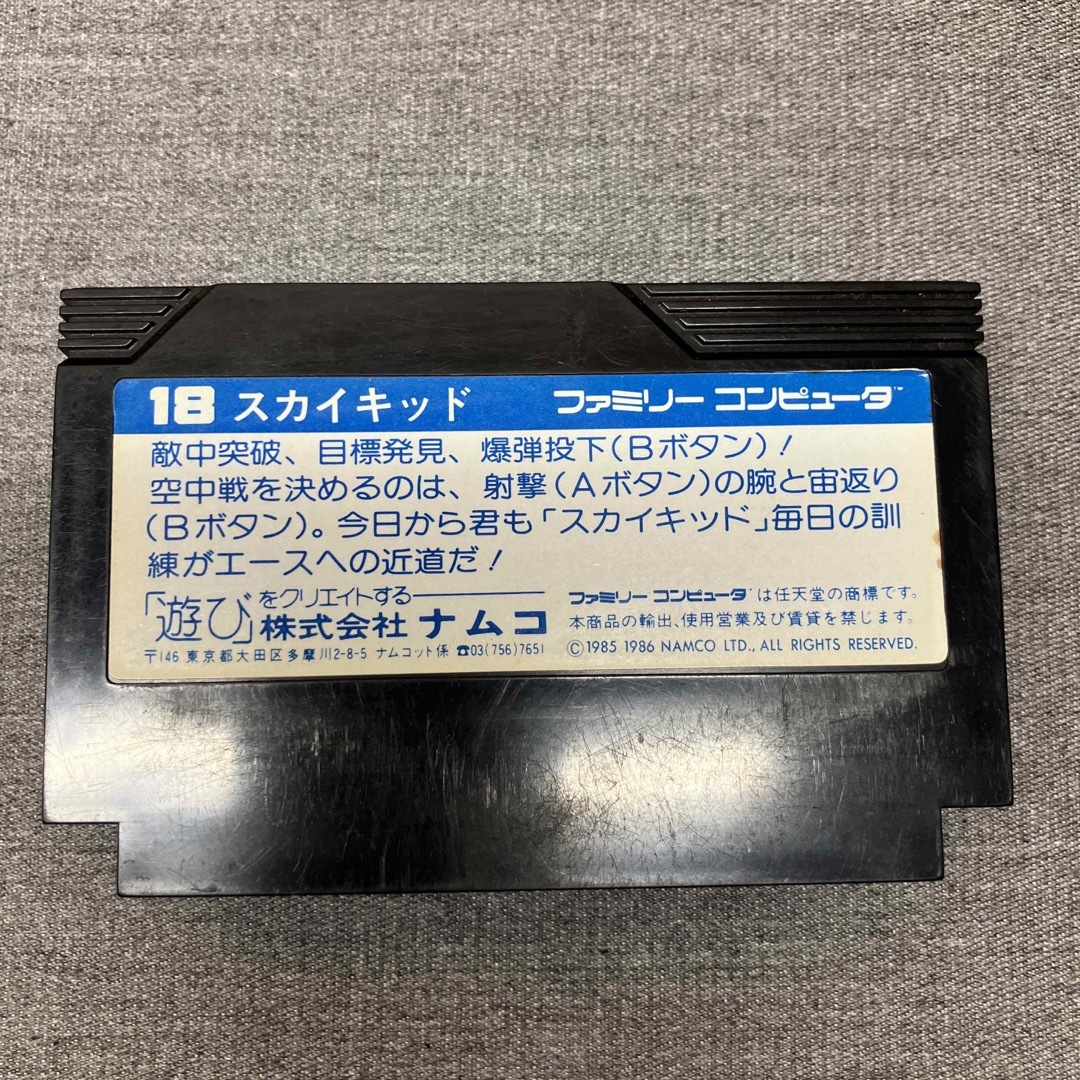 18 スカイキッド ファミリー コンピュータ™
敵中突破、目標発見、爆弾投下(Bボタン)!
空中戦を決めるのは、射撃(Aボタン)の腕と宙返り
(Bボタン)。今日から君も「スカイキッド」毎日の訓
練がエースへの近道だ!
「遊び」をクリエイトする
株式会社 ナムコ
〒146 東京都大田区多摩川2-8-5 ナムコット係 ☎03(756)7651
ファミリー コンピュータ™は任天堂の商標です。
本商品の輸出、使用営業及び賃貸を禁じます。
©1985 1986 NAMCO LTD., ALL RIGHTS RESERVED.